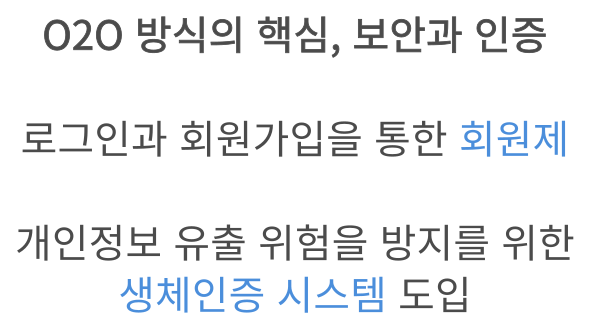 O2O 방식의 핵심, 보안과 인증
로그인과 회원가입을 통한 회원제
개인정보 유출 위험을 방지를 위한
생체인증 시스템 도입